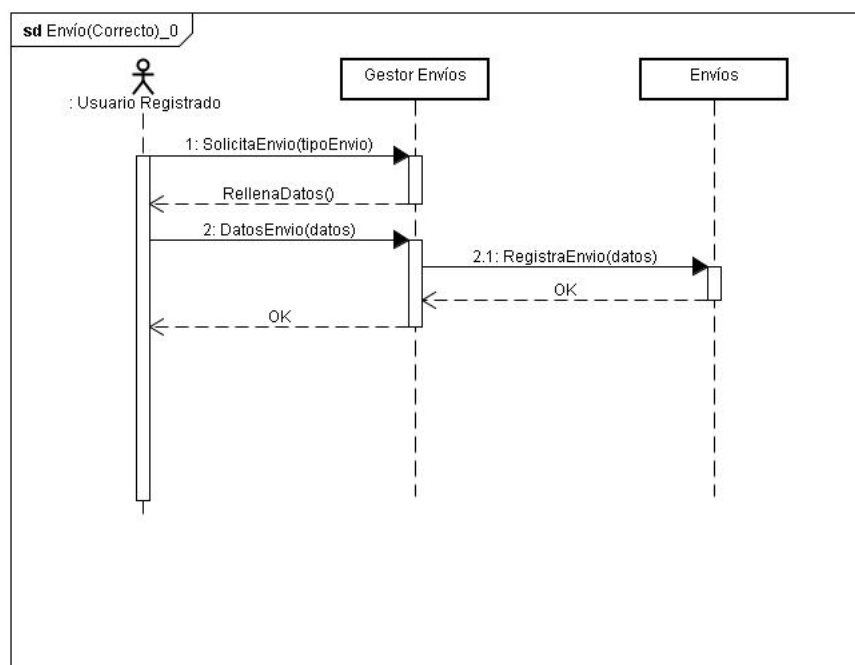 sd Envío(Correcto)_0
: Usuario Registrado
Gestor Envíos
Envíos
1: SolicitaEnvio(tipoEnvio)
RellenaDatos()
2: DatosEnvio(datos)
2.1: RegistraEnvio(datos)
OK
OK